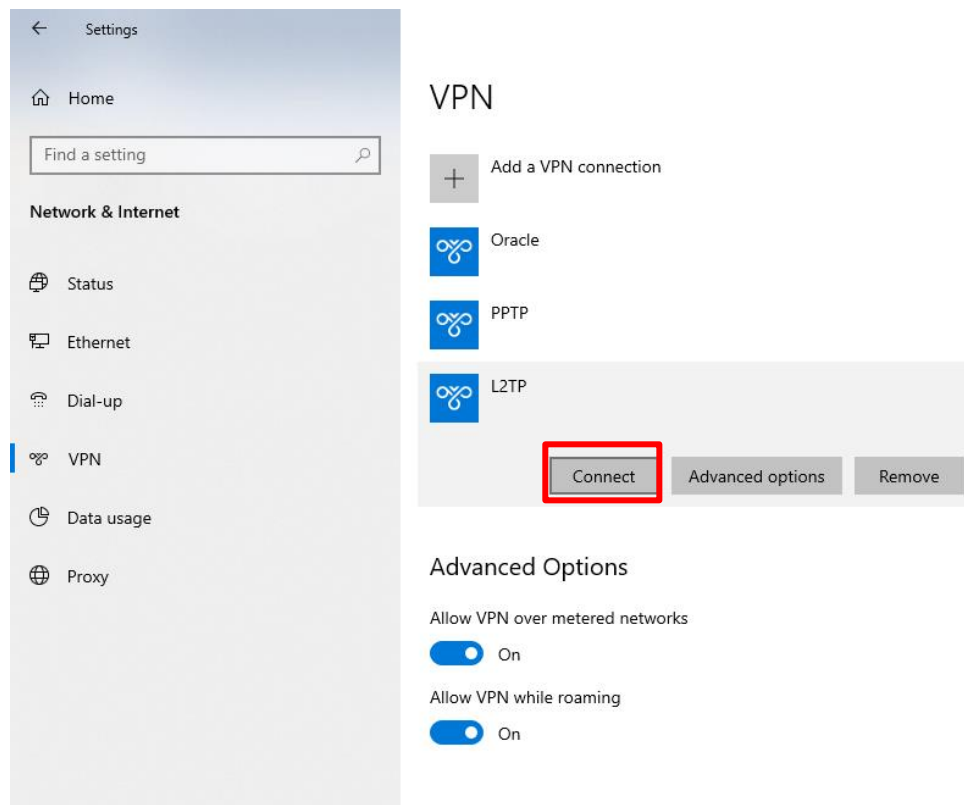 Settings
Home
Find a setting
Network & Internet
Status
Ethernet
Dial-up
VPN
Data usage
Proxy
VPN
Add a VPN connection
Oracle
PPTP
L2TP
Connect Advanced options Remove
Advanced Options
Allow VPN over metered networks
On
Allow VPN while roaming
On